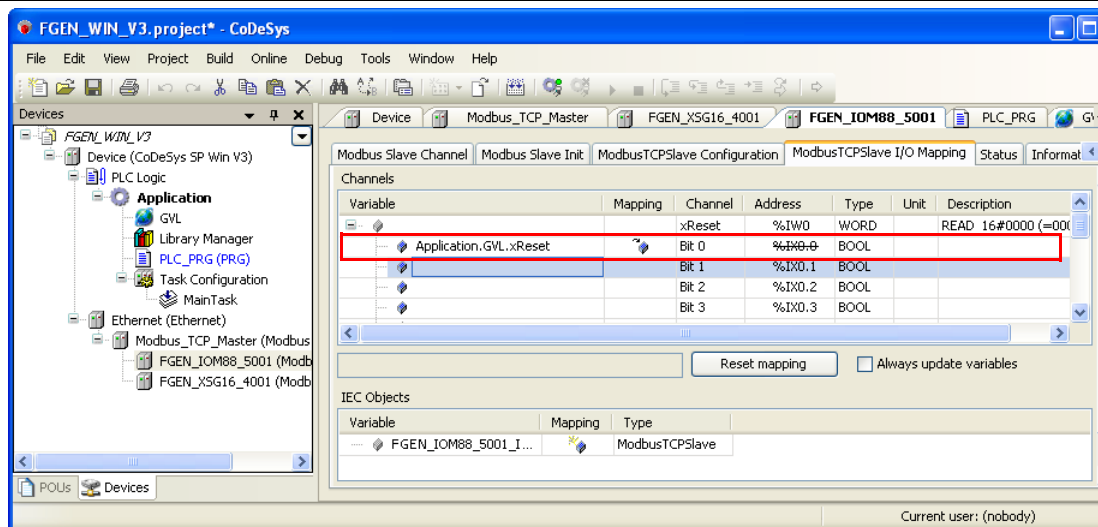 FGEN_WIN_V3.project* - CoDeSys
File Edit View Project Build Online Debug Tools Window Help
Devices
FGEN_WIN_V3
Device (CoDeSys SP Win V3)
PLC Logic
Application
GVL
Library Manager
PLC_PRG (PRG)
Task Configuration
MainTask
Ethernet (Ethernet)
Modbus_TCP_Master (Modbus
FGEN_IOM88_5001 (Modb
FGEN_XSG16_4001 (Modb
POUs Devices
Device Modbus_TCP_Master FGEN_XSG16_4001 FGEN_IOM88_5001 PLC_PRG GV
Modbus Slave Channel Modbus Slave Init ModbusTCPSlave Configuration ModbusTCPSlave I/O Mapping Status Informat
Channels
Variable Mapping Channel Address Type Unit Description
xReset %IW0 WORD READ 16#0000 (=000
Application.GVL.xReset Bit 0 %IX0.0 BOOL
Bit 1 %IX0.1 BOOL
Bit 2 %IX0.2 BOOL
Bit 3 %IX0.3 BOOL
Reset mapping Always update variables
IEC Objects
Variable Mapping Type
FGEN_IOM88_5001_I... ModbusTCPSlave
Current user: (nobody)